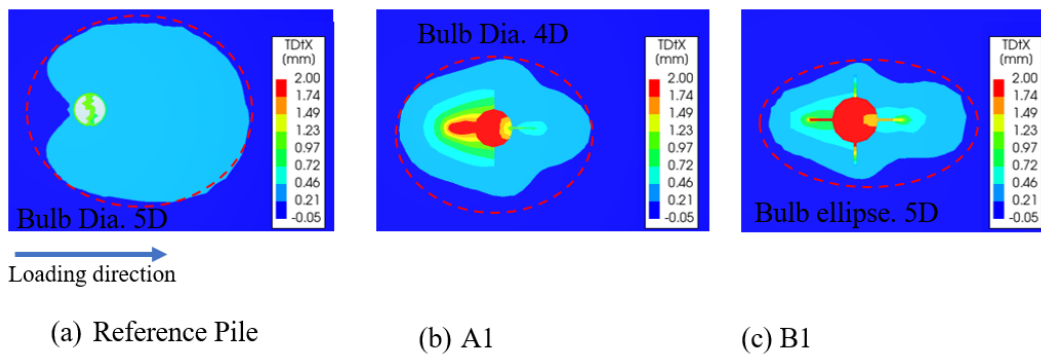 TDtX
(mm)
2.00
1.74
1.49
1.23
0.97
0.72
0.46
0.21
-0.05
Bulb Dia. 5D
Loading direction
(a) Reference Pile
Bulb Dia. 4D
TDtX
(mm)
2.00
1.74
1.49
1.23
0.97
0.72
0.46
0.21
-0.05
(b) A1
TDtX
(mm)
2.00
1.74
1.49
1.23
0.97
0.72
0.46
0.21
-0.05
Bulb ellipse. 5D
(c) B1